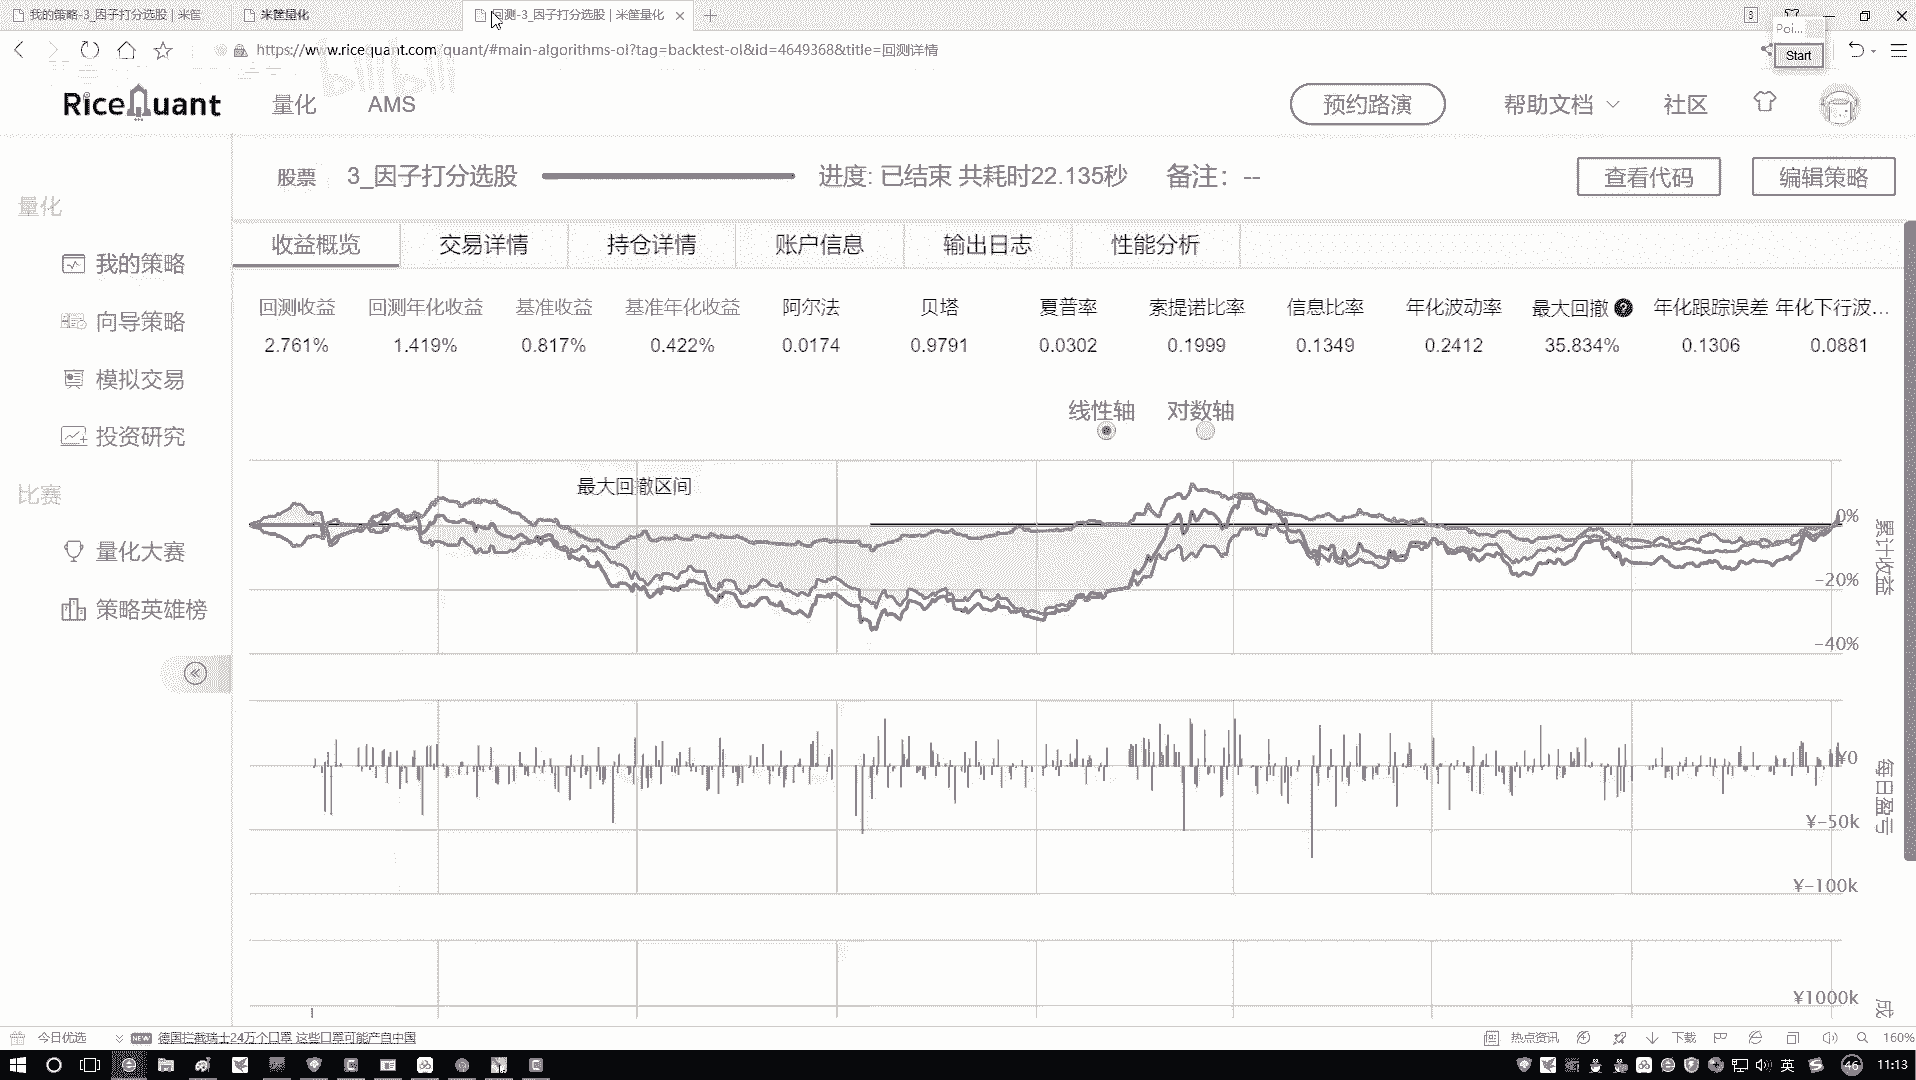 我的策略-3_因子打分选股｜米筐
米筐量化
回测-3_因子打分选股｜米筐量化
3
Poi...
https://www.ricequant.com/quant/#main-algorithms-ol?tag=backtest-ol&id=4649368&title=回测详情
Start
bilibili
RiceQuant
量化
AMS
预约路演
帮助文档
社区
股票
3_因子打分选股
进度: 已结束 共耗时22.135秒
备注: --
查看代码
编辑策略
量化
我的策略
向导策略
模拟交易
投资研究
比赛
量化大赛
策略英雄榜
收益概览
交易详情
持仓详情
账户信息
输出日志
性能分析
回测收益 回测年化收益 基准收益 基准年化收益 阿尔法 贝塔 夏普率 索提诺比率 信息比率 年化波动率 最大回撤 年化跟踪误差 年化下行波...
2.761% 1.419% 0.817% 0.422% 0.0174 0.9791 0.0302 0.1999 0.1349 0.2412 35.834% 0.1306 0.0881
线性轴 对数轴
最大回撤区间
0%
-20%
-40%
累计收益
¥0
¥-50k
¥-100k
每日盈亏
¥1000k
成
今日优选
NEW
德国拦截瑞士24万个口罩 这些口罩可能产自中国
热点资讯
下载
160%
英
46
11:13